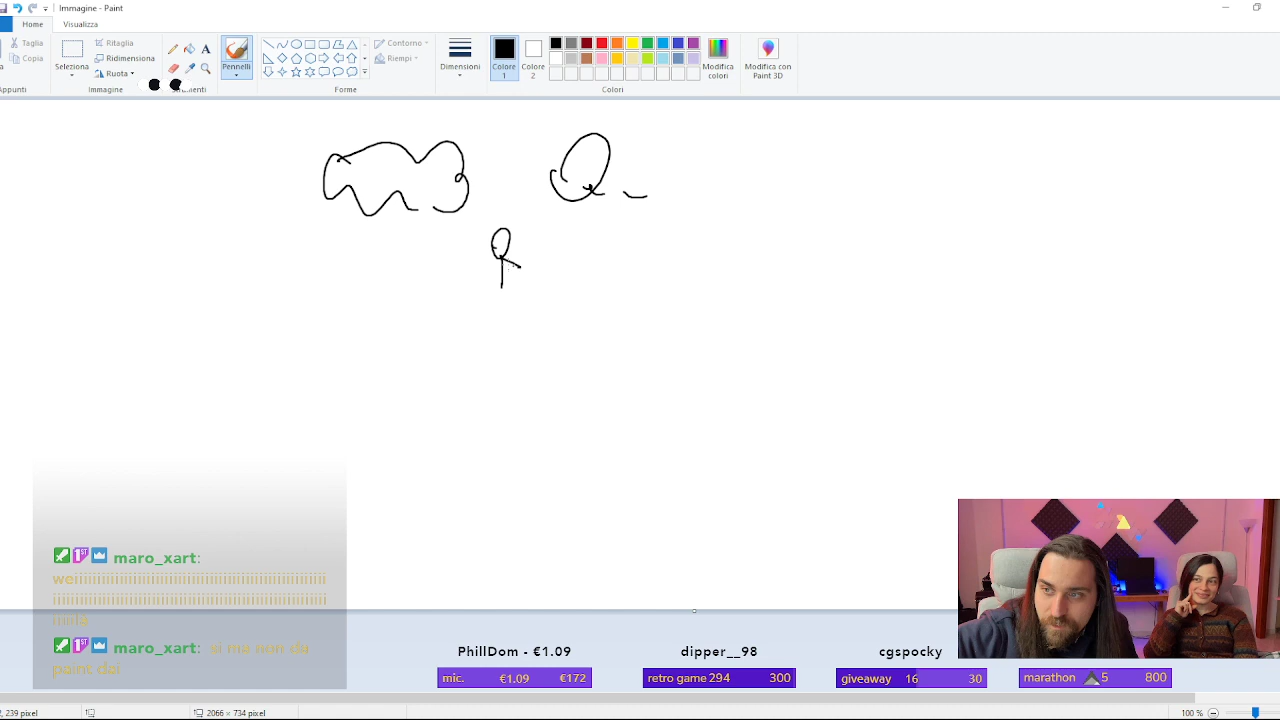 Immagine - Paint
Home
Visualizza
Taglia
Copia
Appunti
Seleziona
Ritaglia
Ridimensiona
Ruota
Immagine
Pennelli
Contorno
Riempi
Forme
Dimensioni
Colore 1
Colore 2
Modifica colori
Colori
Modifica con Paint 3D
maro_xart:
maro_xart: si ma non da
paint dai
PhillDom - €1.09
dipper__98
cgspocky
mic. €1.09 €172
retro game 294 300
giveaway 16 30
marathon 5 800
, 239 pixel
2066 × 734 pixel
100 %